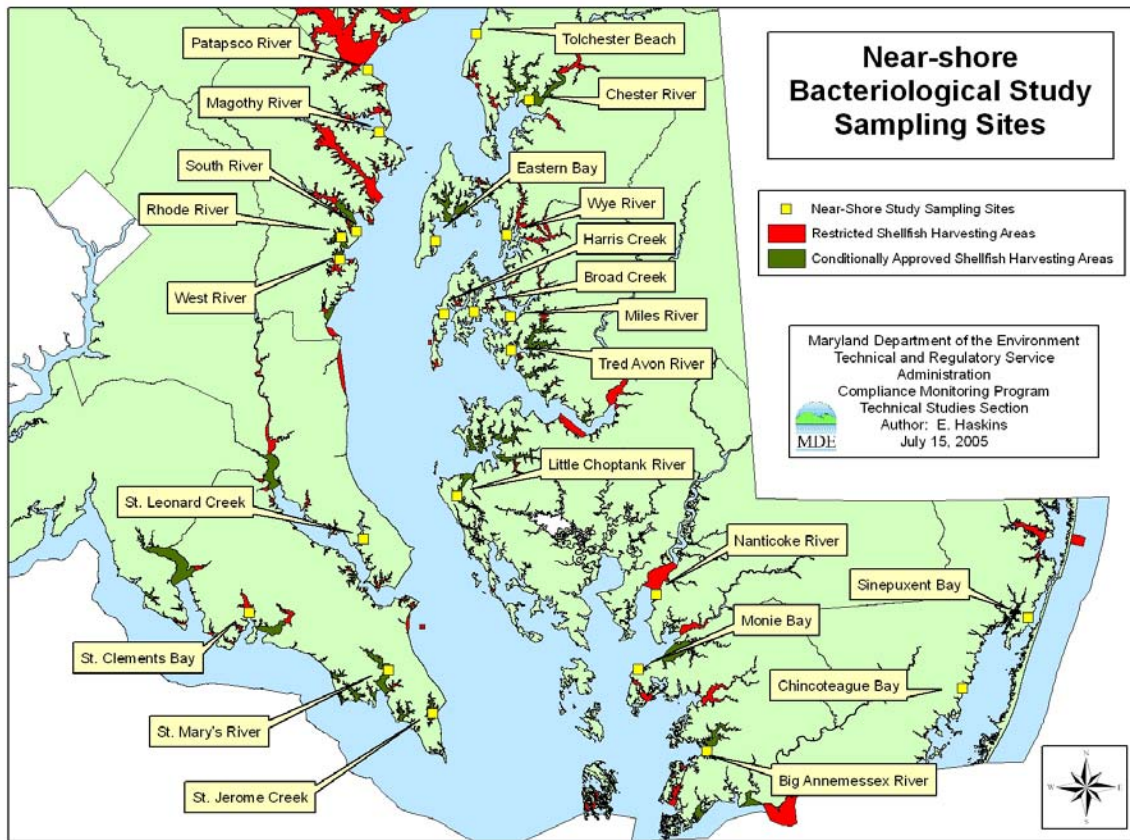 Near-shore
Bacteriological Study
Sampling Sites
Near-Shore Study Sampling Sites
Restricted Shellfish Harvesting Areas
Conditionally Approved Shellfish Harvesting Areas
Maryland Department of the Environment
Technical and Regulatory Service
Administration
Compliance Monitoring Program
Technical Studies Section
Author: E. Haskins
July 15, 2005
MDE
Patapsco River
Tolchester Beach
Magothy River
Chester River
South River
Eastern Bay
Rhode River
Wye River
Harris Creek
Broad Creek
West River
Miles River
Tred Avon River
Little Choptank River
St. Leonard Creek
Nanticoke River
Sinepuxent Bay
Monie Bay
St. Clements Bay
Chincoteague Bay
St. Mary's River
Big Annemessex River
St. Jerome Creek
N
W
E
S